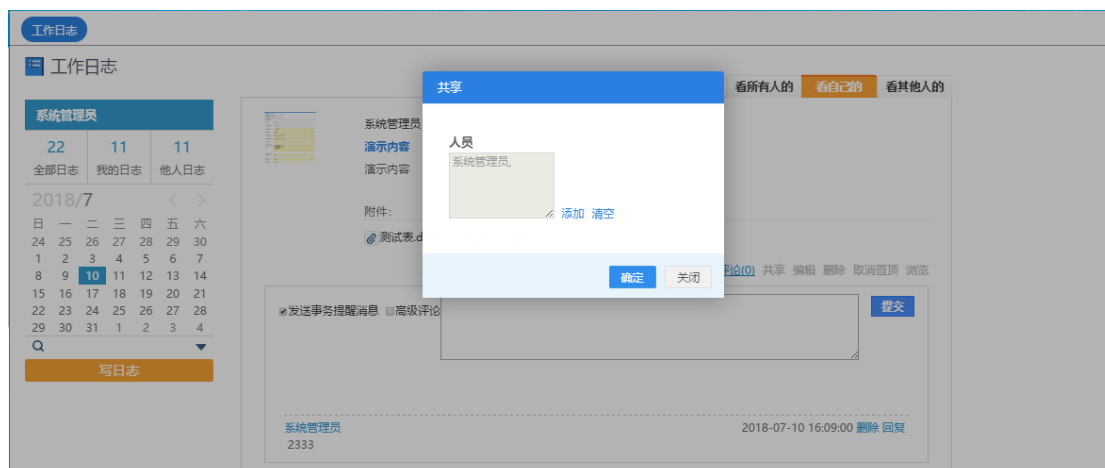 工作日志
工作日志
看所有人的 看自己的 看其他人的
系统管理员
22 11 11
全部日志 我的日志 他人日志
2018/7 < >
日 一 二 三 四 五 六
24 25 26 27 28 29 30
1 2 3 4 5 6 7
8 9 10 11 12 13 14
15 16 17 18 19 20 21
22 23 24 25 26 27 28
29 30 31 1 2 3 4
写日志
系统管理员
演示内容
演示内容
附件:
测试表.d
共享
人员
系统管理员,
添加 清空
确定 关闭
评论(0) 共享 编辑 删除 取消置顶 浏览
发送事务提醒消息 高级评论
提交
系统管理员 2018-07-10 16:09:00 删除 回复
2333